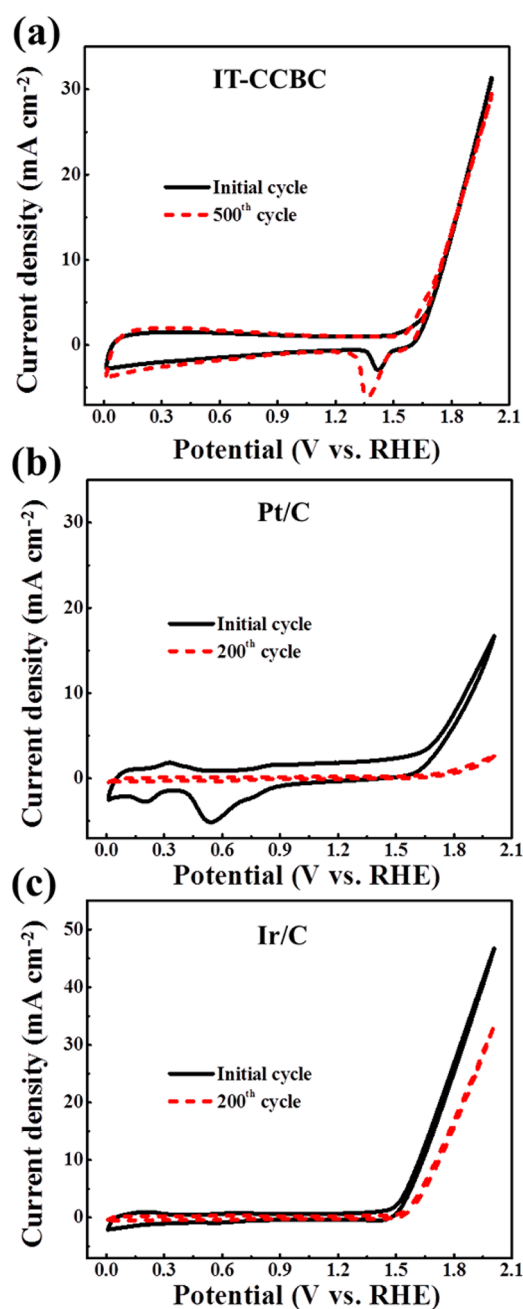 (a)
IT-CCBC
Initial cycle
500th cycle
Current density (mA cm-2)
30
20
10
0
0.0 0.3 0.6 0.9 1.2 1.5 1.8 2.1
Potential (V vs. RHE)
(b)
Pt/C
Initial cycle
200th cycle
Current density (mA cm-2)
30
20
10
0
0.0 0.3 0.6 0.9 1.2 1.5 1.8 2.1
Potential (V vs. RHE)
(c)
Ir/C
Initial cycle
200th cycle
Current density (mA cm-2)
50
40
30
20
10
0
0.0 0.3 0.6 0.9 1.2 1.5 1.8 2.1
Potential (V vs. RHE)